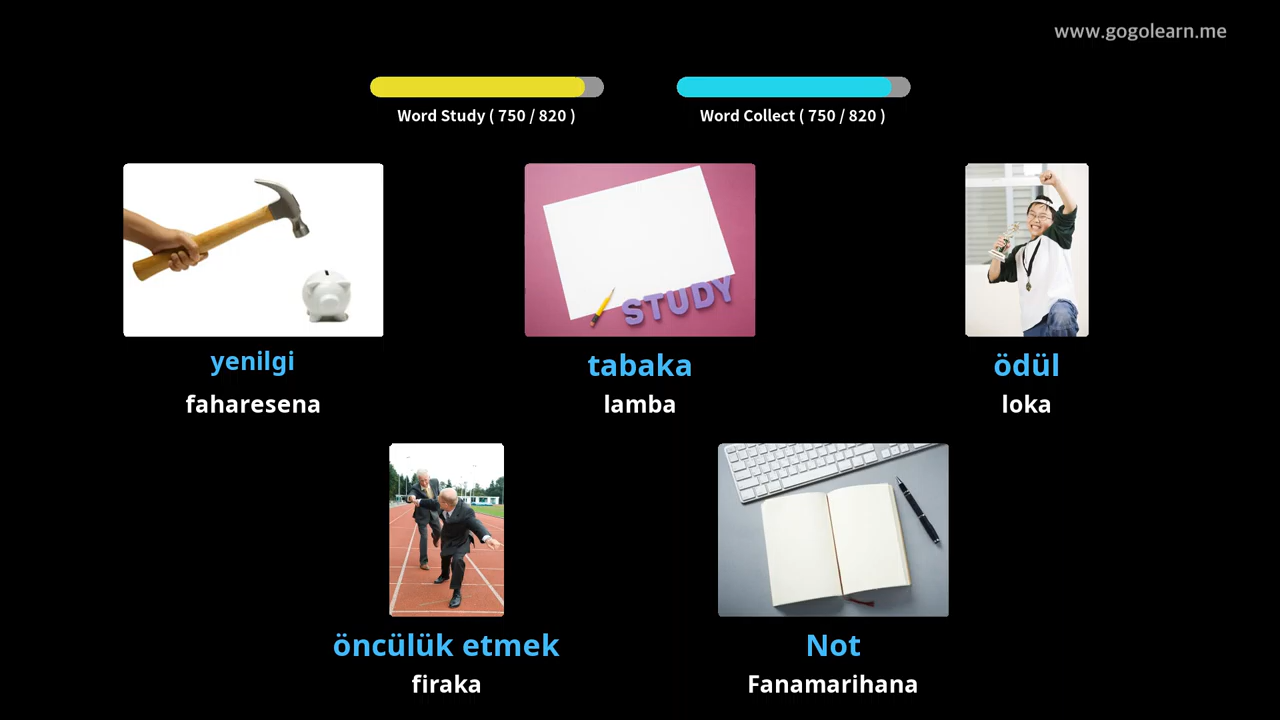 www.gogolearn.me
Word Study ( 750 / 820 )
Word Collect ( 750 / 820 )
STUDY
yenilgi
faharesena
tabaka
lamba
ödül
loka
öncülük etmek
firaka
Not
Fanamarihana